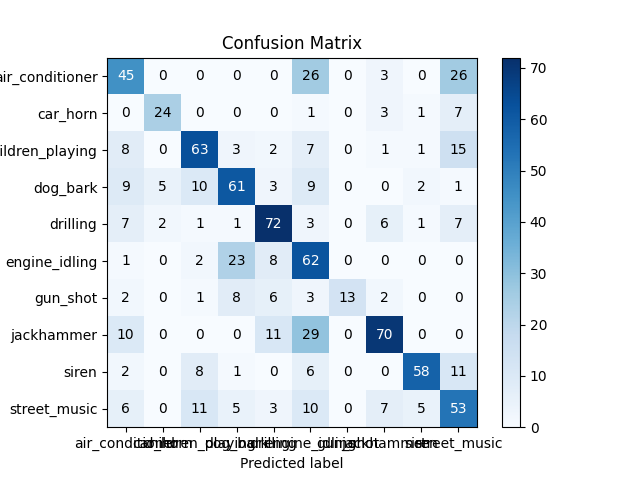 Confusion Matrix
air_conditioner 45 0 0 0 0 26 0 3 0 26
car_horn 0 24 0 0 0 1 0 3 1 7
ildren_playing 8 0 63 3 2 7 0 1 1 15
dog_bark 9 5 10 61 3 9 0 0 2 1
drilling 7 2 1 1 72 3 0 6 1 7
engine_idling 1 0 2 23 8 62 0 0 0 0
gun_shot 2 0 1 8 6 3 13 2 0 0
jackhammer 10 0 0 0 11 29 0 70 0 0
siren 2 0 8 1 0 6 0 0 58 11
street_music 6 0 11 5 3 10 0 7 5 53
street_music
Predicted label
70
60
50
40
30
20
10
0